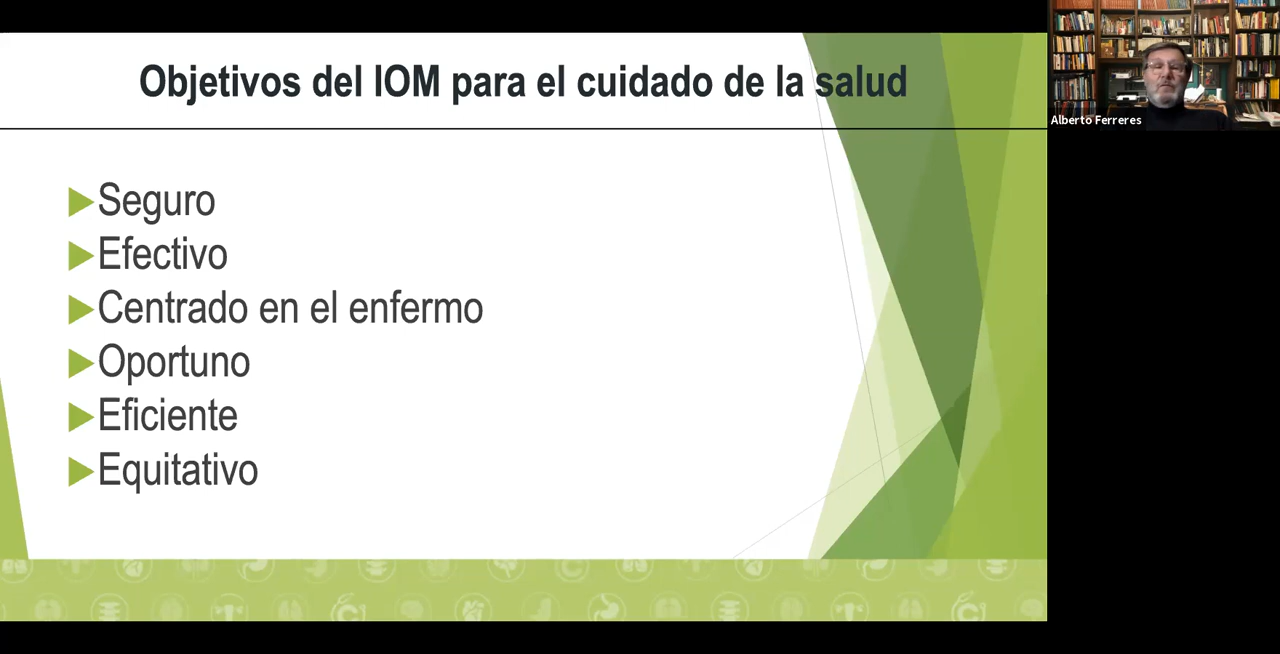 Objetivos del IOM para el cuidado de la salud
Alberto Ferreres
Seguro
Efectivo
Centrado en el enfermo
Oportuno
Eficiente
Equitativo